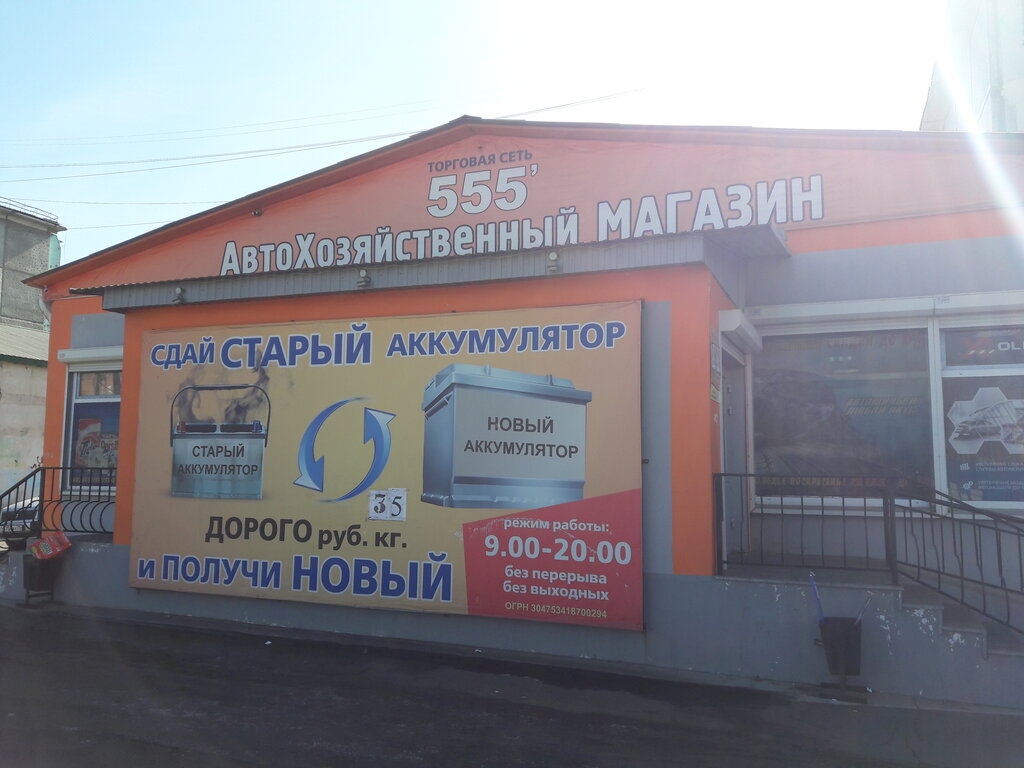 ТОРГОВАЯ СЕТЬ
555'
АвтоХозяйственный МАГАЗИН
СДАЙ СТАРЫЙ АККУМУЛЯТОР
СТАРЫЙ
АККУМУЛЯТОР
НОВЫЙ
АККУМУЛЯТОР
35
ДОРОГО руб. кг.
и ПОЛУЧИ НОВЫЙ
режим работы:
9.00-20.00
без перерыва
без выходных
ОГРН 304753418700294